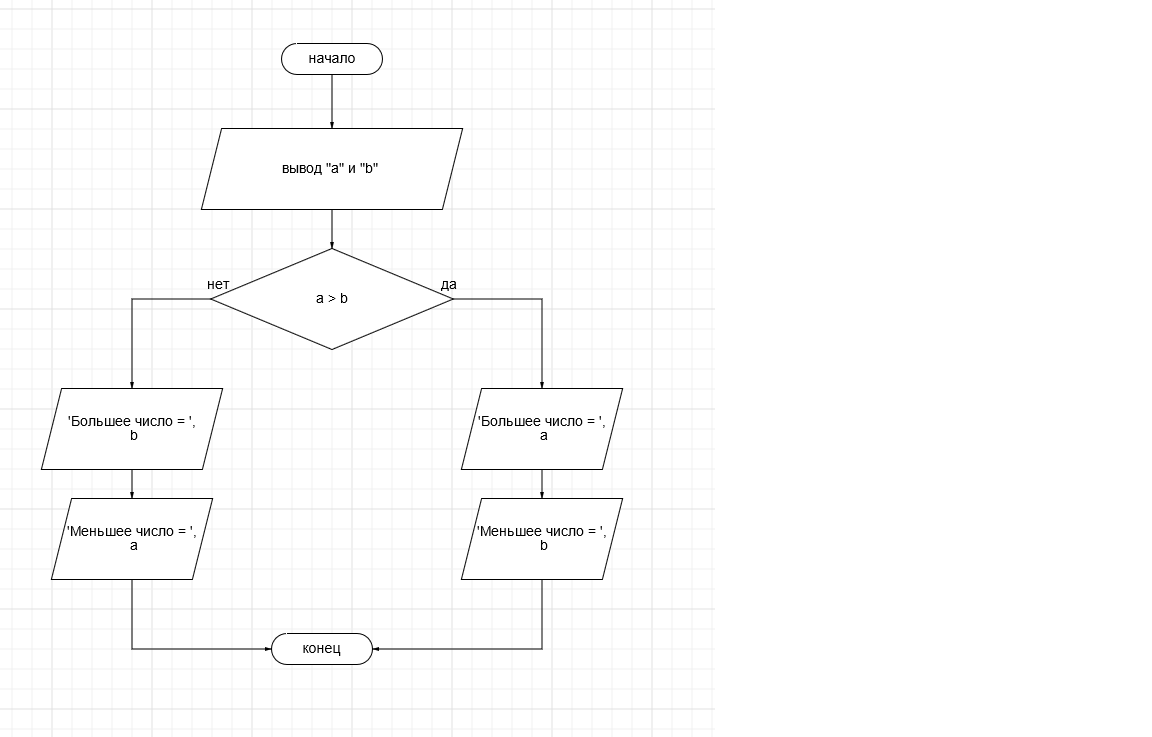 начало
вывод "a" и "b"
нет
да
a > b
'Большее число = ',
b
'Большее число = ',
a
'Меньшее число = ',
a
'Меньшее число = ',
b
конец